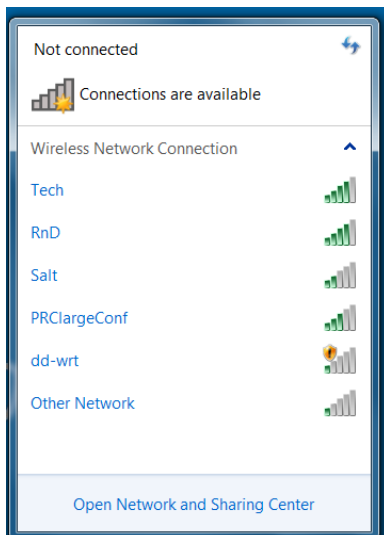 Not connected
Connections are available
Wireless Network Connection
Tech
RnD
Salt
PRClargeConf
dd-wrt
Other Network
Open Network and Sharing Center